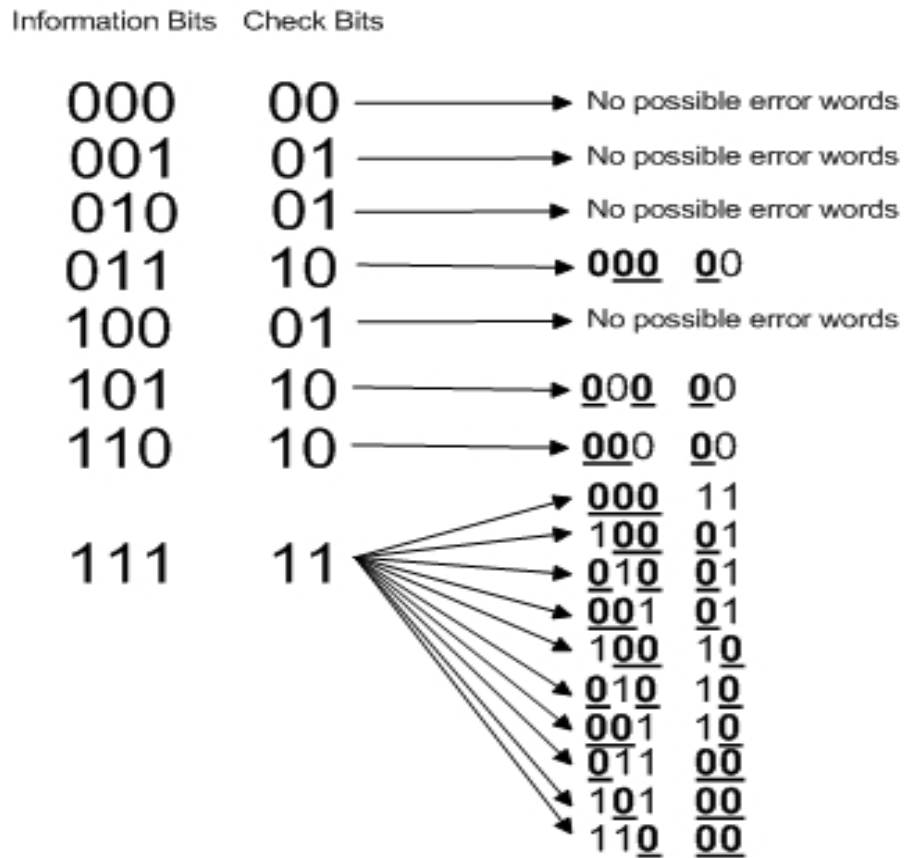 Information Bits Check Bits
000 00 No possible error words
001 01 No possible error words
010 01 No possible error words
011 10 000 00
100 01 No possible error words
101 10 000 00
110 10 000 00
000 11
100 01
010 01
111 11 001 01
100 10
010 10
001 10
011 00
101 00
110 00